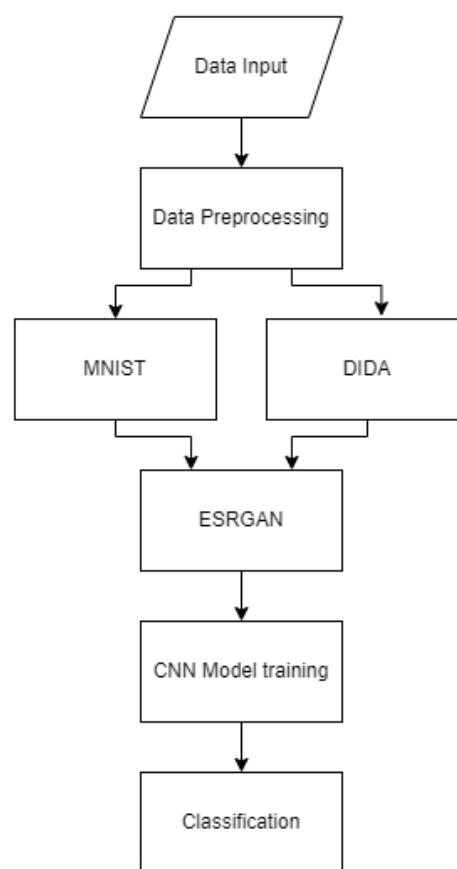 Data Input
Data Preprocessing
MNIST
DIDA
ESRGAN
CNN Model training
Classification